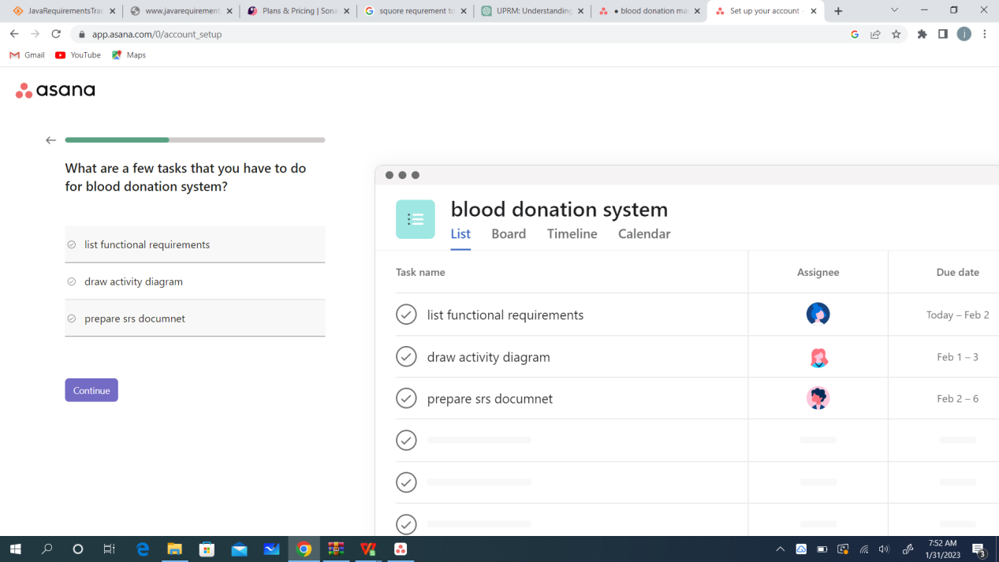 JavaRequirementsTrac
www.javarequirement
Plans & Pricing | Sona
squore requrement to
UPRM: Understanding
● blood donation ma
Set up your account -
app.asana.com/0/account_setup
j
Gmail
YouTube
Maps
asana
What are a few tasks that you have to do
for blood donation system?
list functional requirements
draw activity diagram
prepare srs documnet
Continue
blood donation system
List Board Timeline Calendar
Task name Assignee Due date
list functional requirements Today – Feb 2
draw activity diagram Feb 1 – 3
prepare srs documnet Feb 2 – 6
7:52 AM
1/31/2023
3